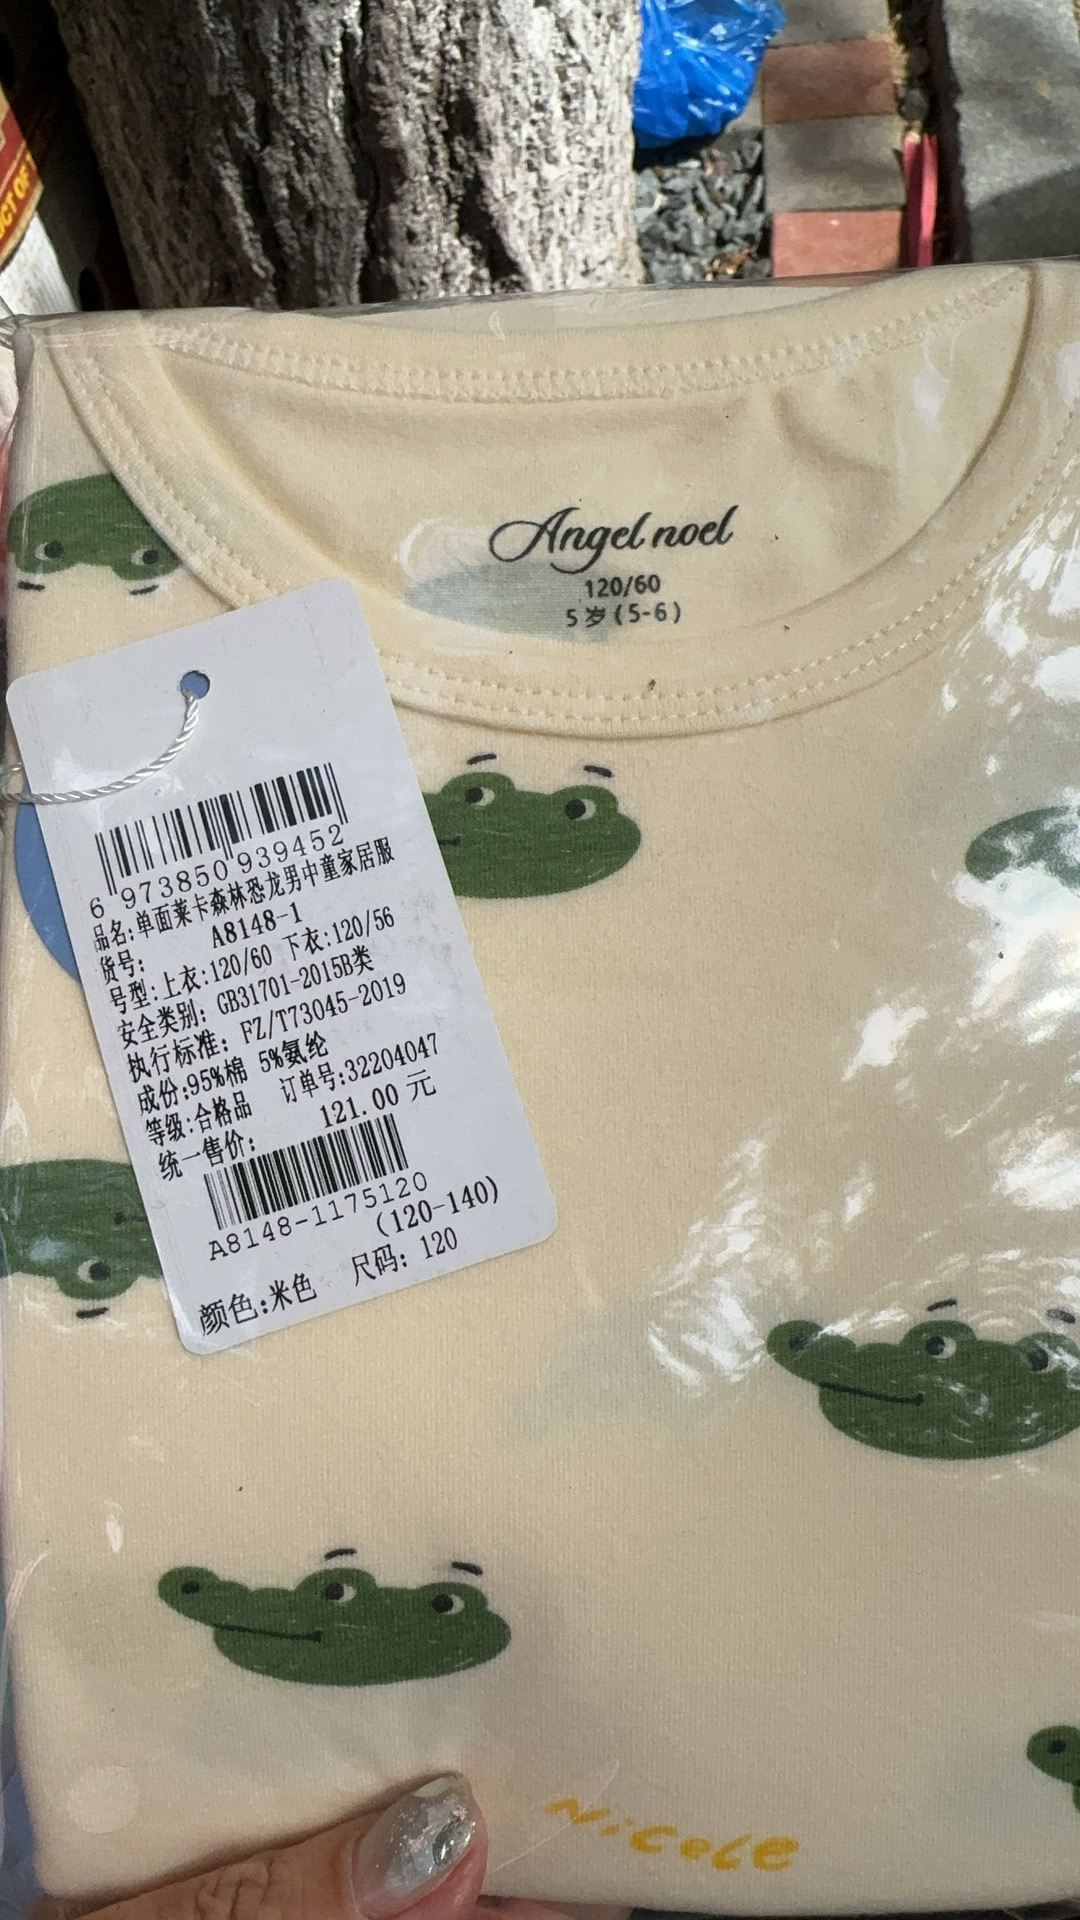 UCT OF
Angel noel
120/60
5岁(5-6)
6 973850 939452
品名:单面莱卡森林恐龙男中童家居服
货号: A8148-1
号型:上衣:120/60 下衣:120/56
安全类别: GB31701-2015B类
执行标准: FZ/T73045-2019
成份:95%棉 5%氨纶
等级:合格品 订单号:32204047
统一售价: 121.00 元
A8148-1175120
(120-140)
颜色:米色 尺码: 120
Nicele